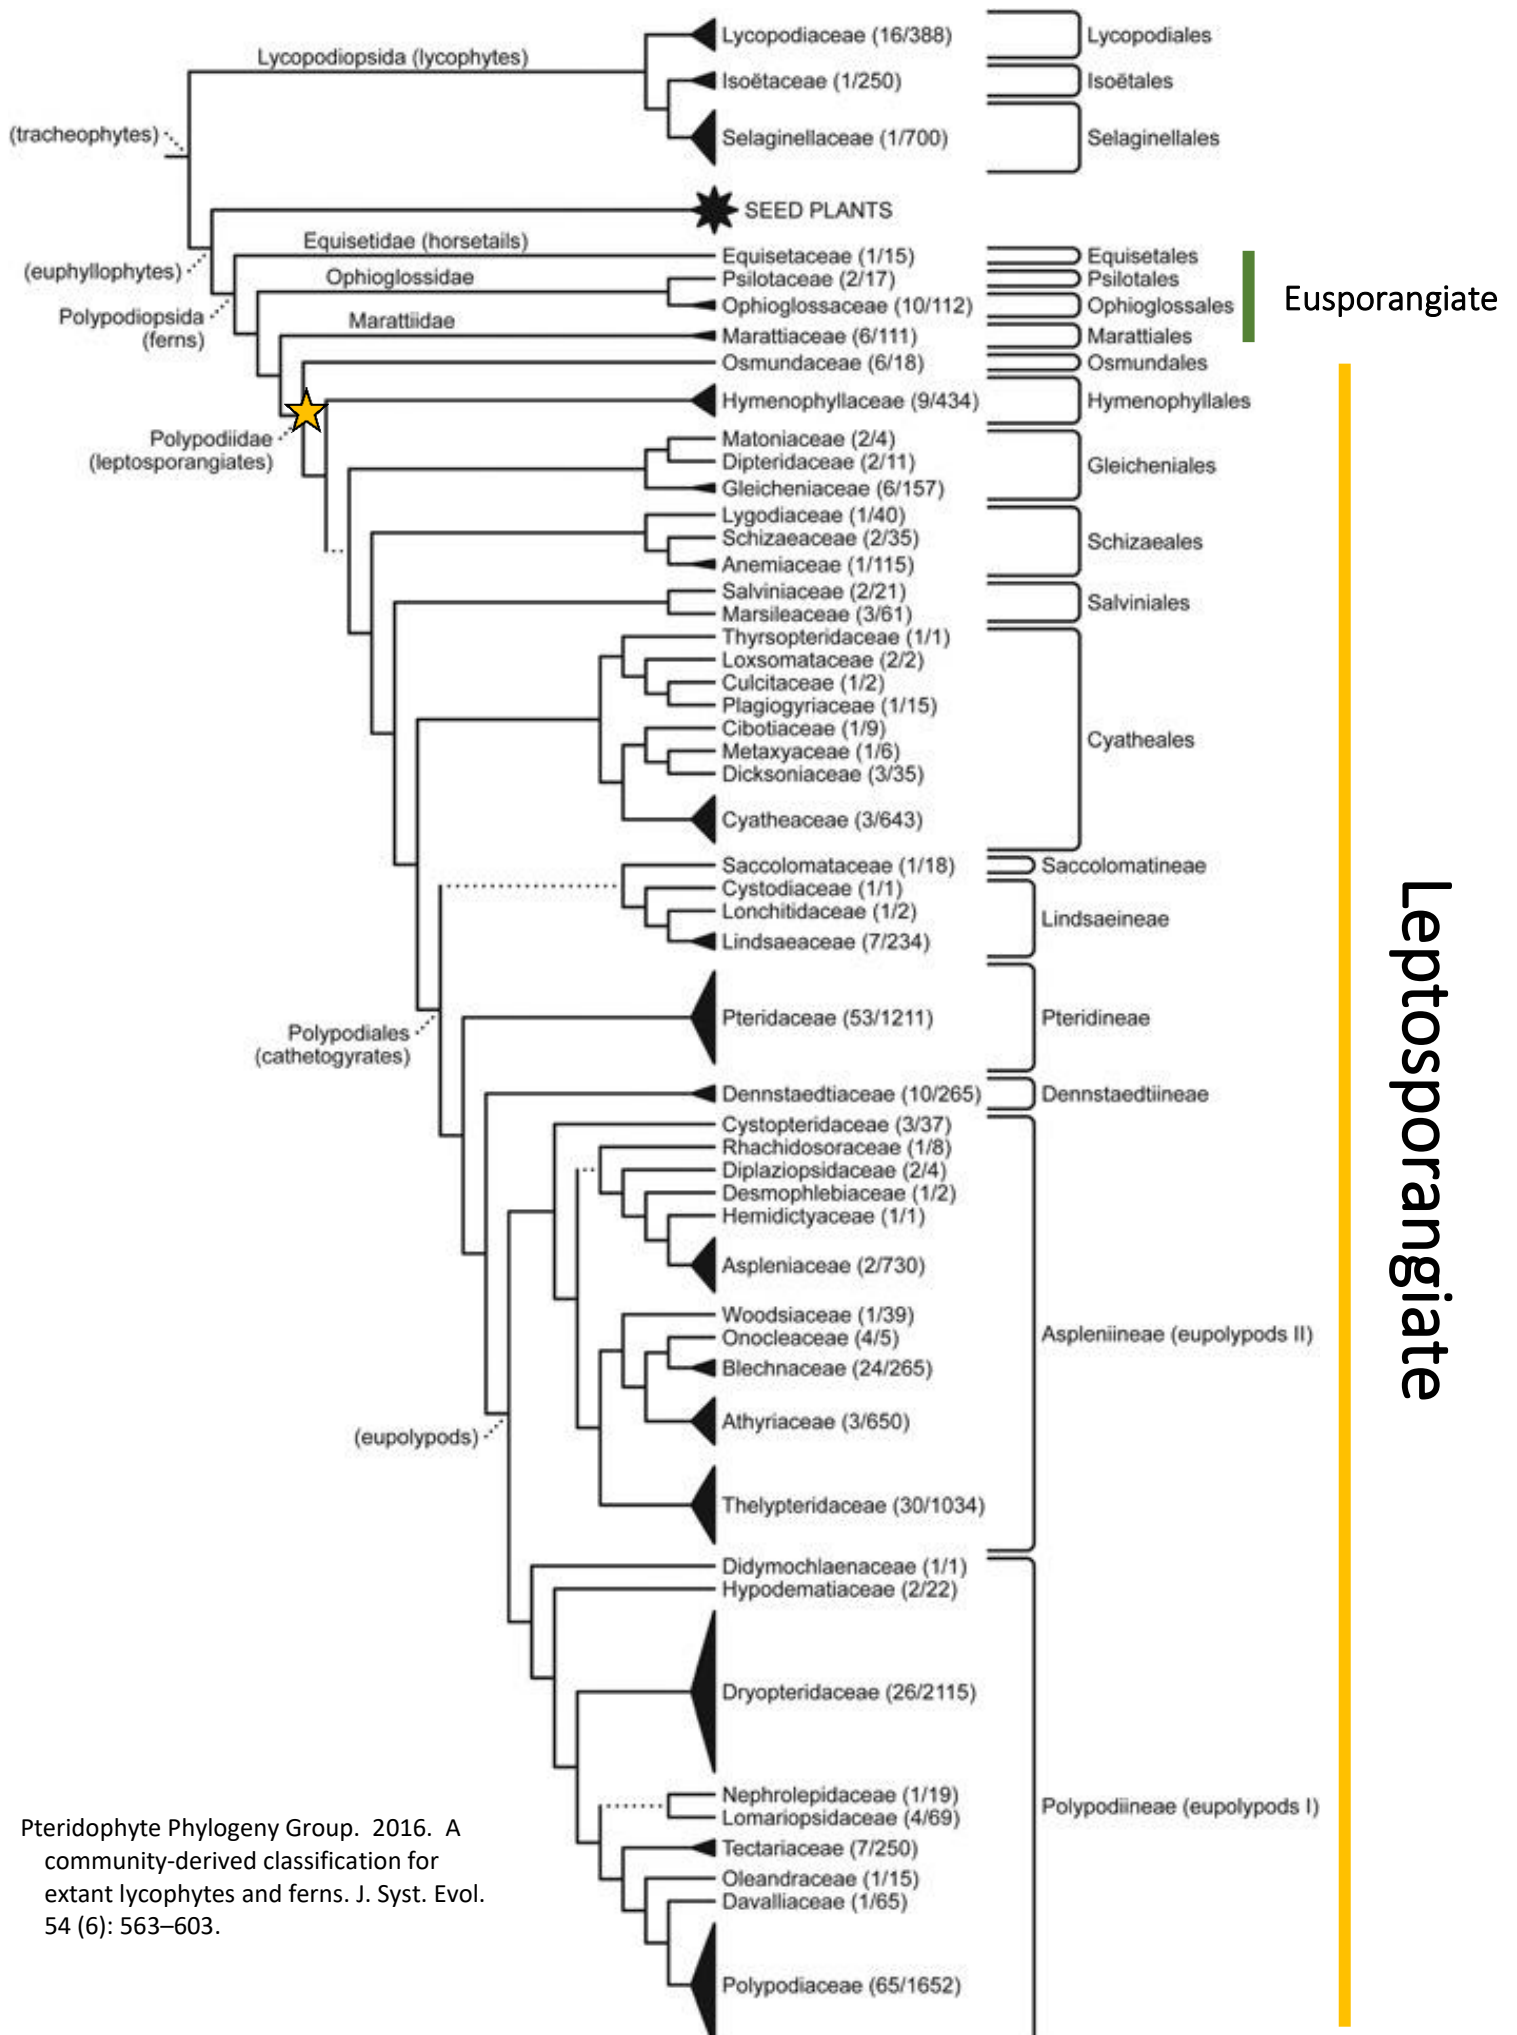 Lycopodiopsida (lycophytes)
Lycopodiaceae (16/388)
Lycopodiales
Isoëtaceae (1/250)
Isoëtales
(tracheophytes)
Selaginellaceae (1/700)
Selaginellales
SEED PLANTS
Equisetidae (horsetails)
Equisetaceae (1/15)
Equisetales
(euphyllophytes)
Ophioglossidae
Psilotaceae (2/17)
Psilotales
Eusporangiate
Ophioglossaceae (10/112)
Ophioglossales
Polypodiopsida
(ferns)
Marattiidae
Marattiaceae (6/111)
Marattiales
Osmundaceae (6/18)
Osmundales
Hymenophyllaceae (9/434)
Hymenophyllales
Polypodiidae
(leptosporangiates)
Matoniaceae (2/4)
Dipteridaceae (2/11)
Gleicheniaceae (6/157)
Gleicheniales
Lygodiaceae (1/40)
Schizaeaceae (2/35)
Anemiaceae (1/115)
Schizaeales
Salviniaceae (2/21)
Marsileaceae (3/61)
Salviniales
Thyrsopteridaceae (1/1)
Loxsomataceae (2/2)
Culcitaceae (1/2)
Plagiogyriaceae (1/15)
Cibotiaceae (1/9)
Metaxyaceae (1/6)
Dicksoniaceae (3/35)
Cyatheaceae (3/643)
Cyatheales
Saccolomataceae (1/18)
Saccolomatineae
Cystodiaceae (1/1)
Lonchitidaceae (1/2)
Lindsaeaceae (7/234)
Lindsaeineae
Leptosporangiate
Pteridaceae (53/1211)
Pteridineae
Polypodiales
(cathetogyrates)
Dennstaedtiaceae (10/265)
Dennstaedtiineae
Cystopteridaceae (3/37)
Rhachidosoraceae (1/8)
Diplaziopsidaceae (2/4)
Desmophlebiaceae (1/2)
Hemidictyaceae (1/1)
Aspleniaceae (2/730)
Woodsiaceae (1/39)
Onocleaceae (4/5)
Blechnaceae (24/265)
Athyriaceae (3/650)
Aspleniineae (eupolypods II)
(eupolypods)
Thelypteridaceae (30/1034)
Didymochlaenaceae (1/1)
Hypodematiaceae (2/22)
Dryopteridaceae (26/2115)
Nephrolepidaceae (1/19)
Lomariopsidaceae (4/69)
Tectariaceae (7/250)
Oleandraceae (1/15)
Davalliaceae (1/65)
Polypodiaceae (65/1652)
Polypodiineae (eupolypods I)
Pteridophyte Phylogeny Group. 2016. A
community-derived classification for
extant lycophytes and ferns. J. Syst. Evol.
54 (6): 563–603.